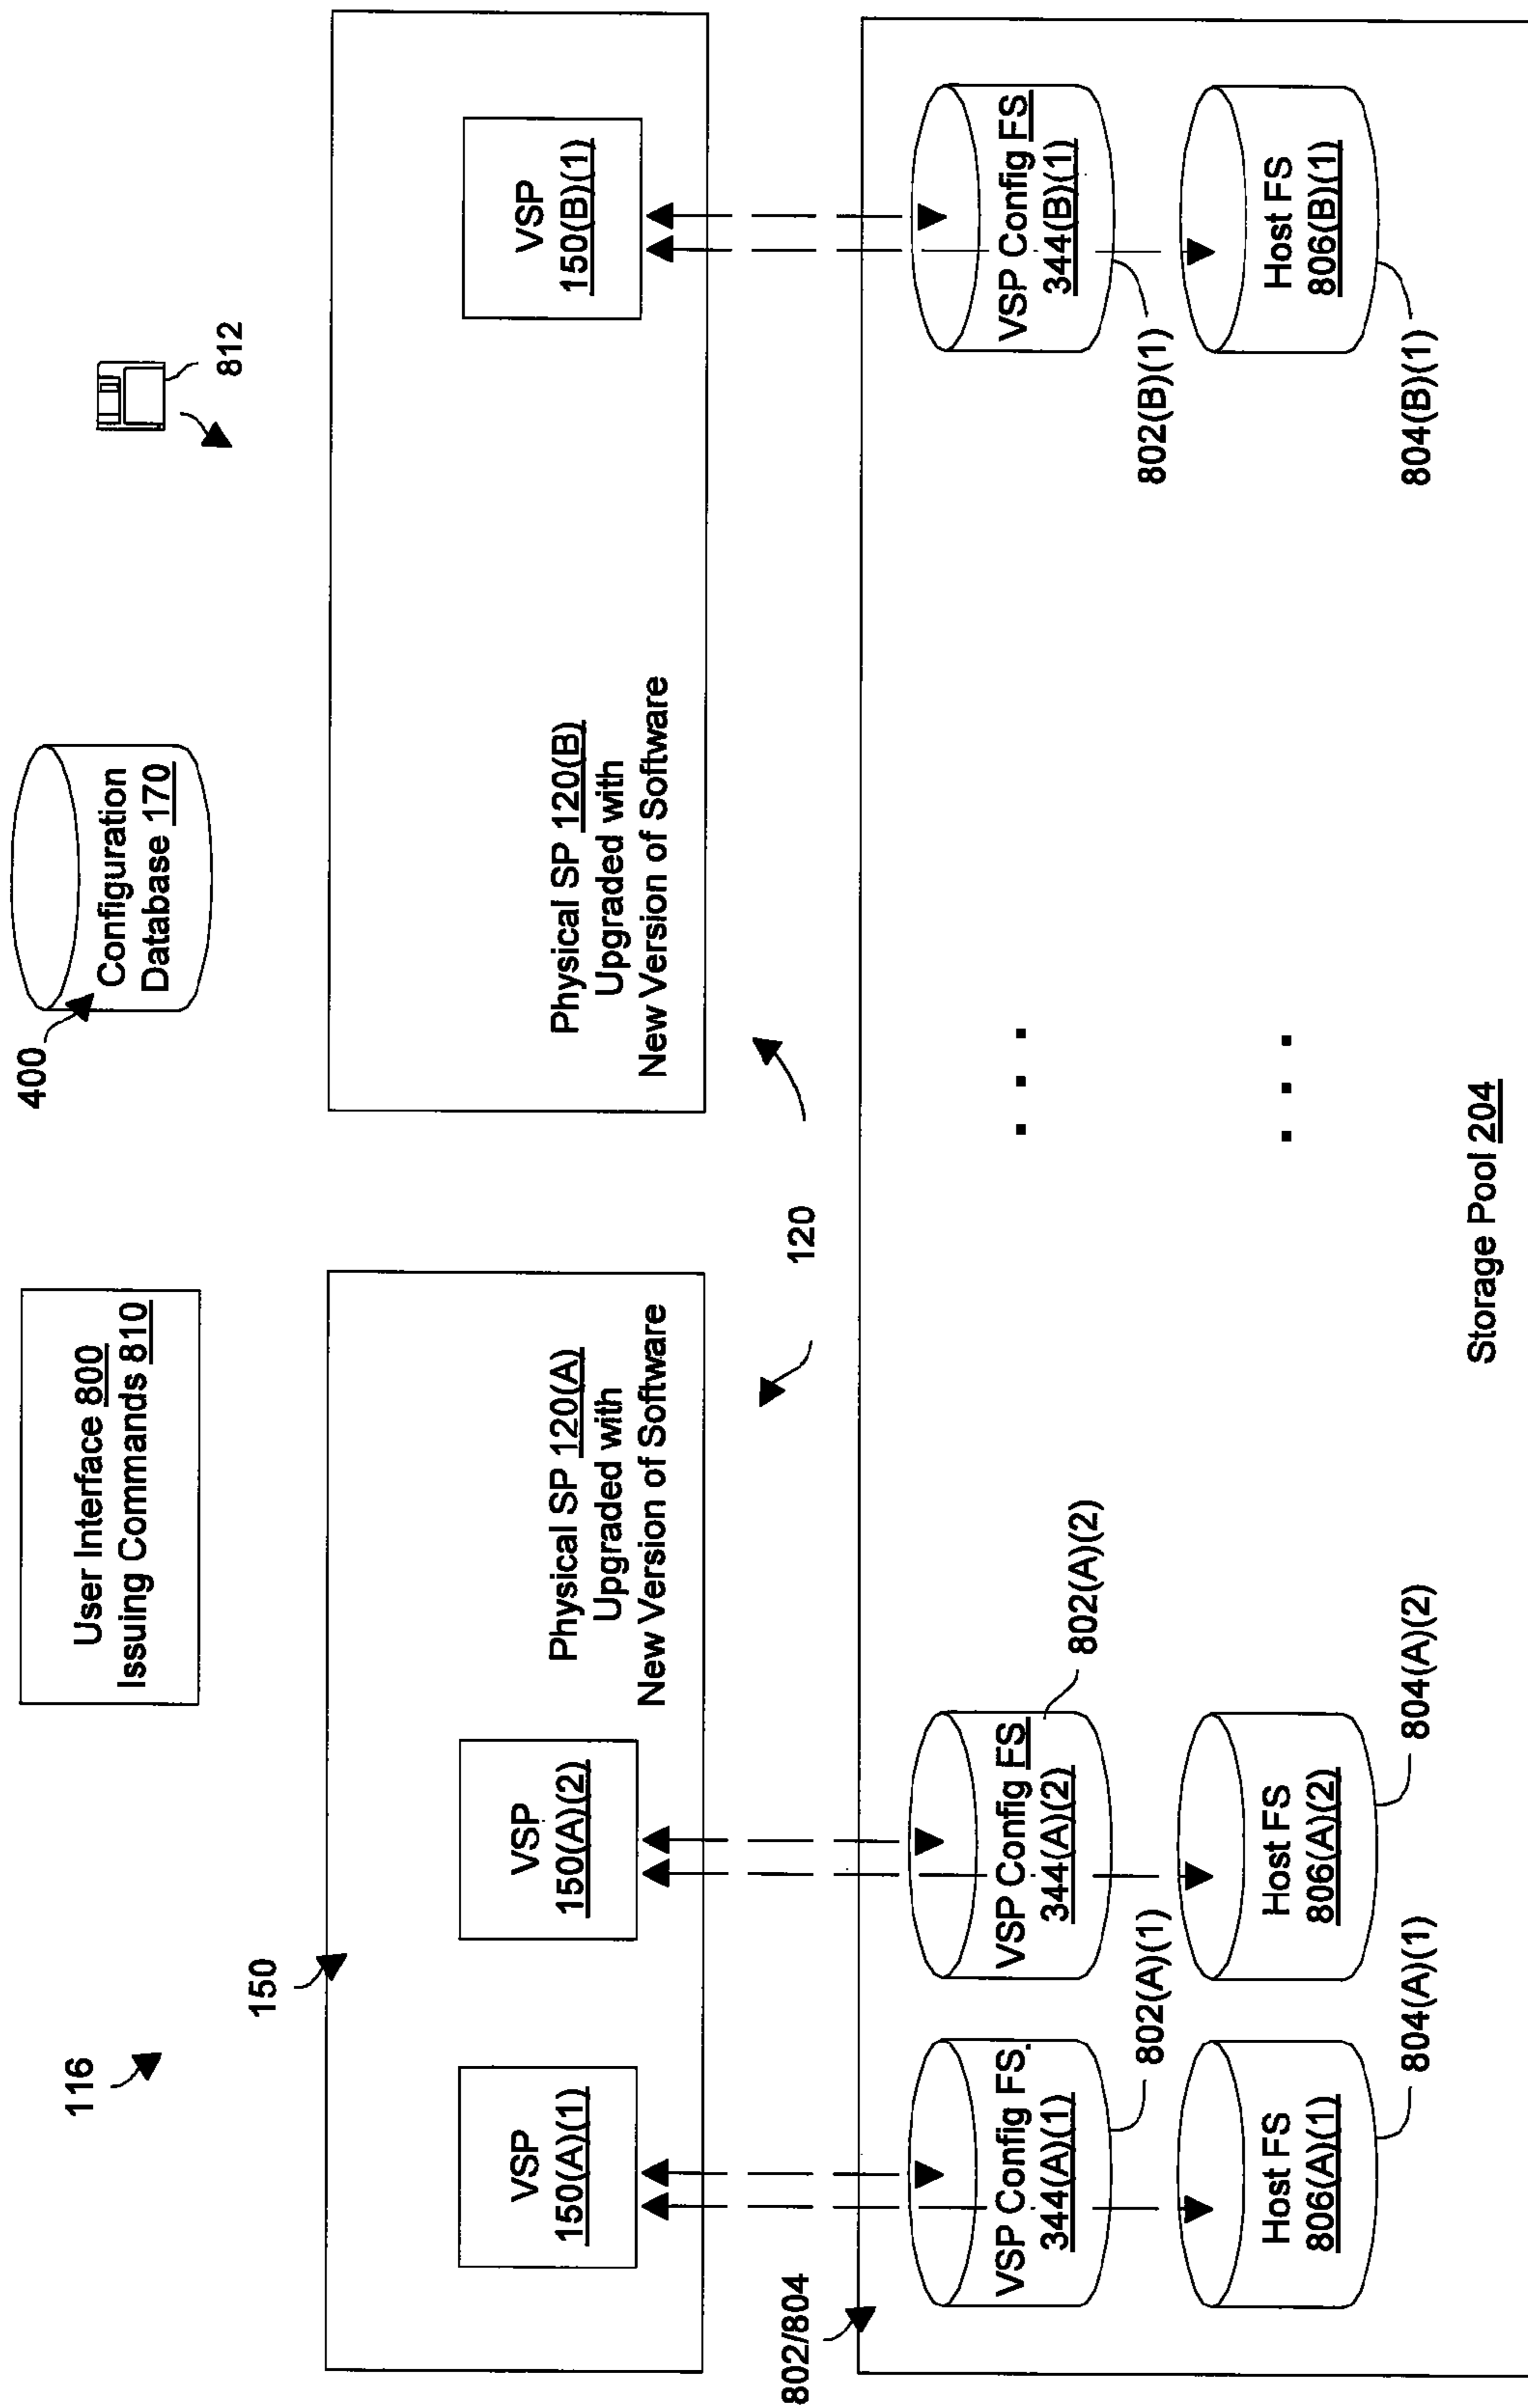 116
User Interface 800
Issuing Commands 810
400
Configuration
Database 170
812
150
VSP
150(A)(1)
VSP
150(A)(2)
Physical SP 120(A)
Upgraded with
New Version of Software
Physical SP 120(B)
Upgraded with
New Version of Software
VSP
150(B)(1)
120
802/804
VSP Config FS
344(A)(1)
802(A)(1)
VSP Config FS
344(A)(2)
802(A)(2)
. . .
VSP Config FS
344(B)(1)
802(B)(1)
Host FS
806(A)(1)
804(A)(1)
Host FS
806(A)(2)
804(A)(2)
. . .
Host FS
806(B)(1)
804(B)(1)
Storage Pool 204